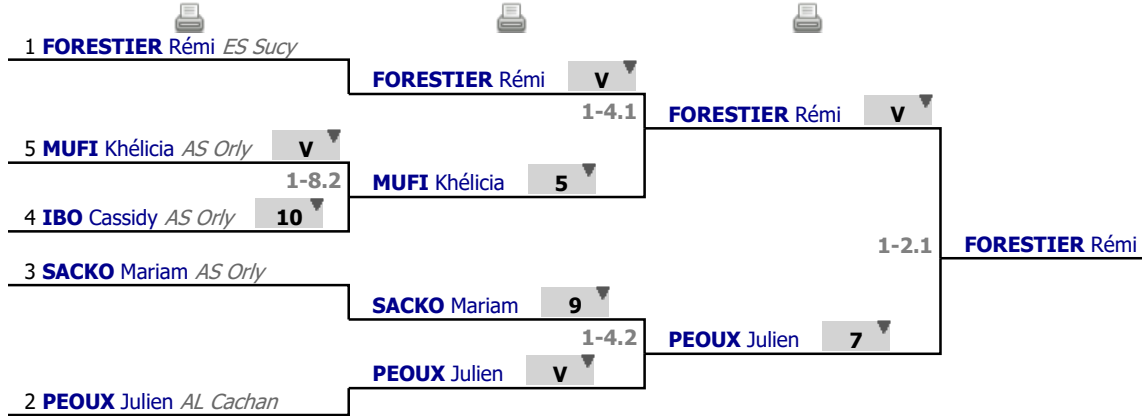 1 FORESTIER Rémi ES Sucy
FORESTIER Rémi V
1-4.1
FORESTIER Rémi V
5 MUFI Khélicia AS Orly V
1-8.2
MUFI Khélicia 5
4 IBO Cassidy AS Orly 10
1-2.1
FORESTIER Rémi
3 SACKO Mariam AS Orly
SACKO Mariam 9
1-4.2
PEOUX Julien 7
PEOUX Julien V
2 PEOUX Julien AL Cachan